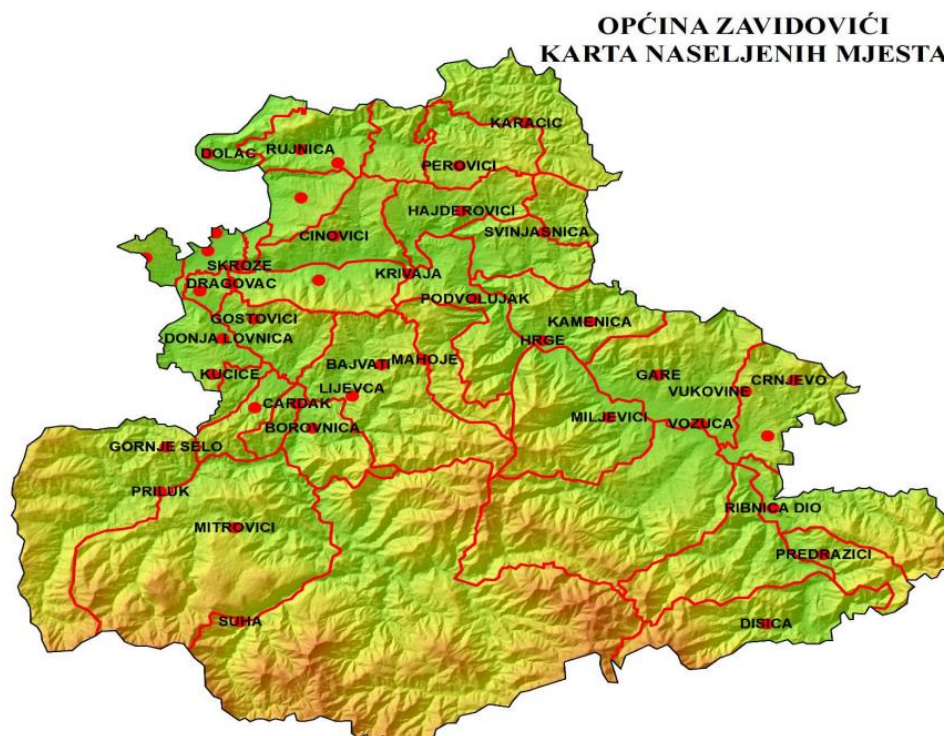 OPĆINA ZAVIDOVIĆI
KARTA NASELJENIH MJESTA
KARACIC
DOLAC
RUJNICA
PEROVICI
HAJDEROVICI
SVINJASNICA
CINOVICI
SKROZE
KRIVAJA
DRAGOVAC
PODVOLUJAK
GOSTOVICI
KAMENICA
DONJA LOVNICA
HRGE
BAJVATI
MAHOJE
KUCICE
GARE
CRNJEVO
LIJEVCA
VUKOVINE
CARDAK
MILJEVICI
VOZUCA
BOROVNICA
GORNJE SELO
PRILUK
RIBNICA DIO
MITROVICI
PREDRAZICI
SUHA
DISICA